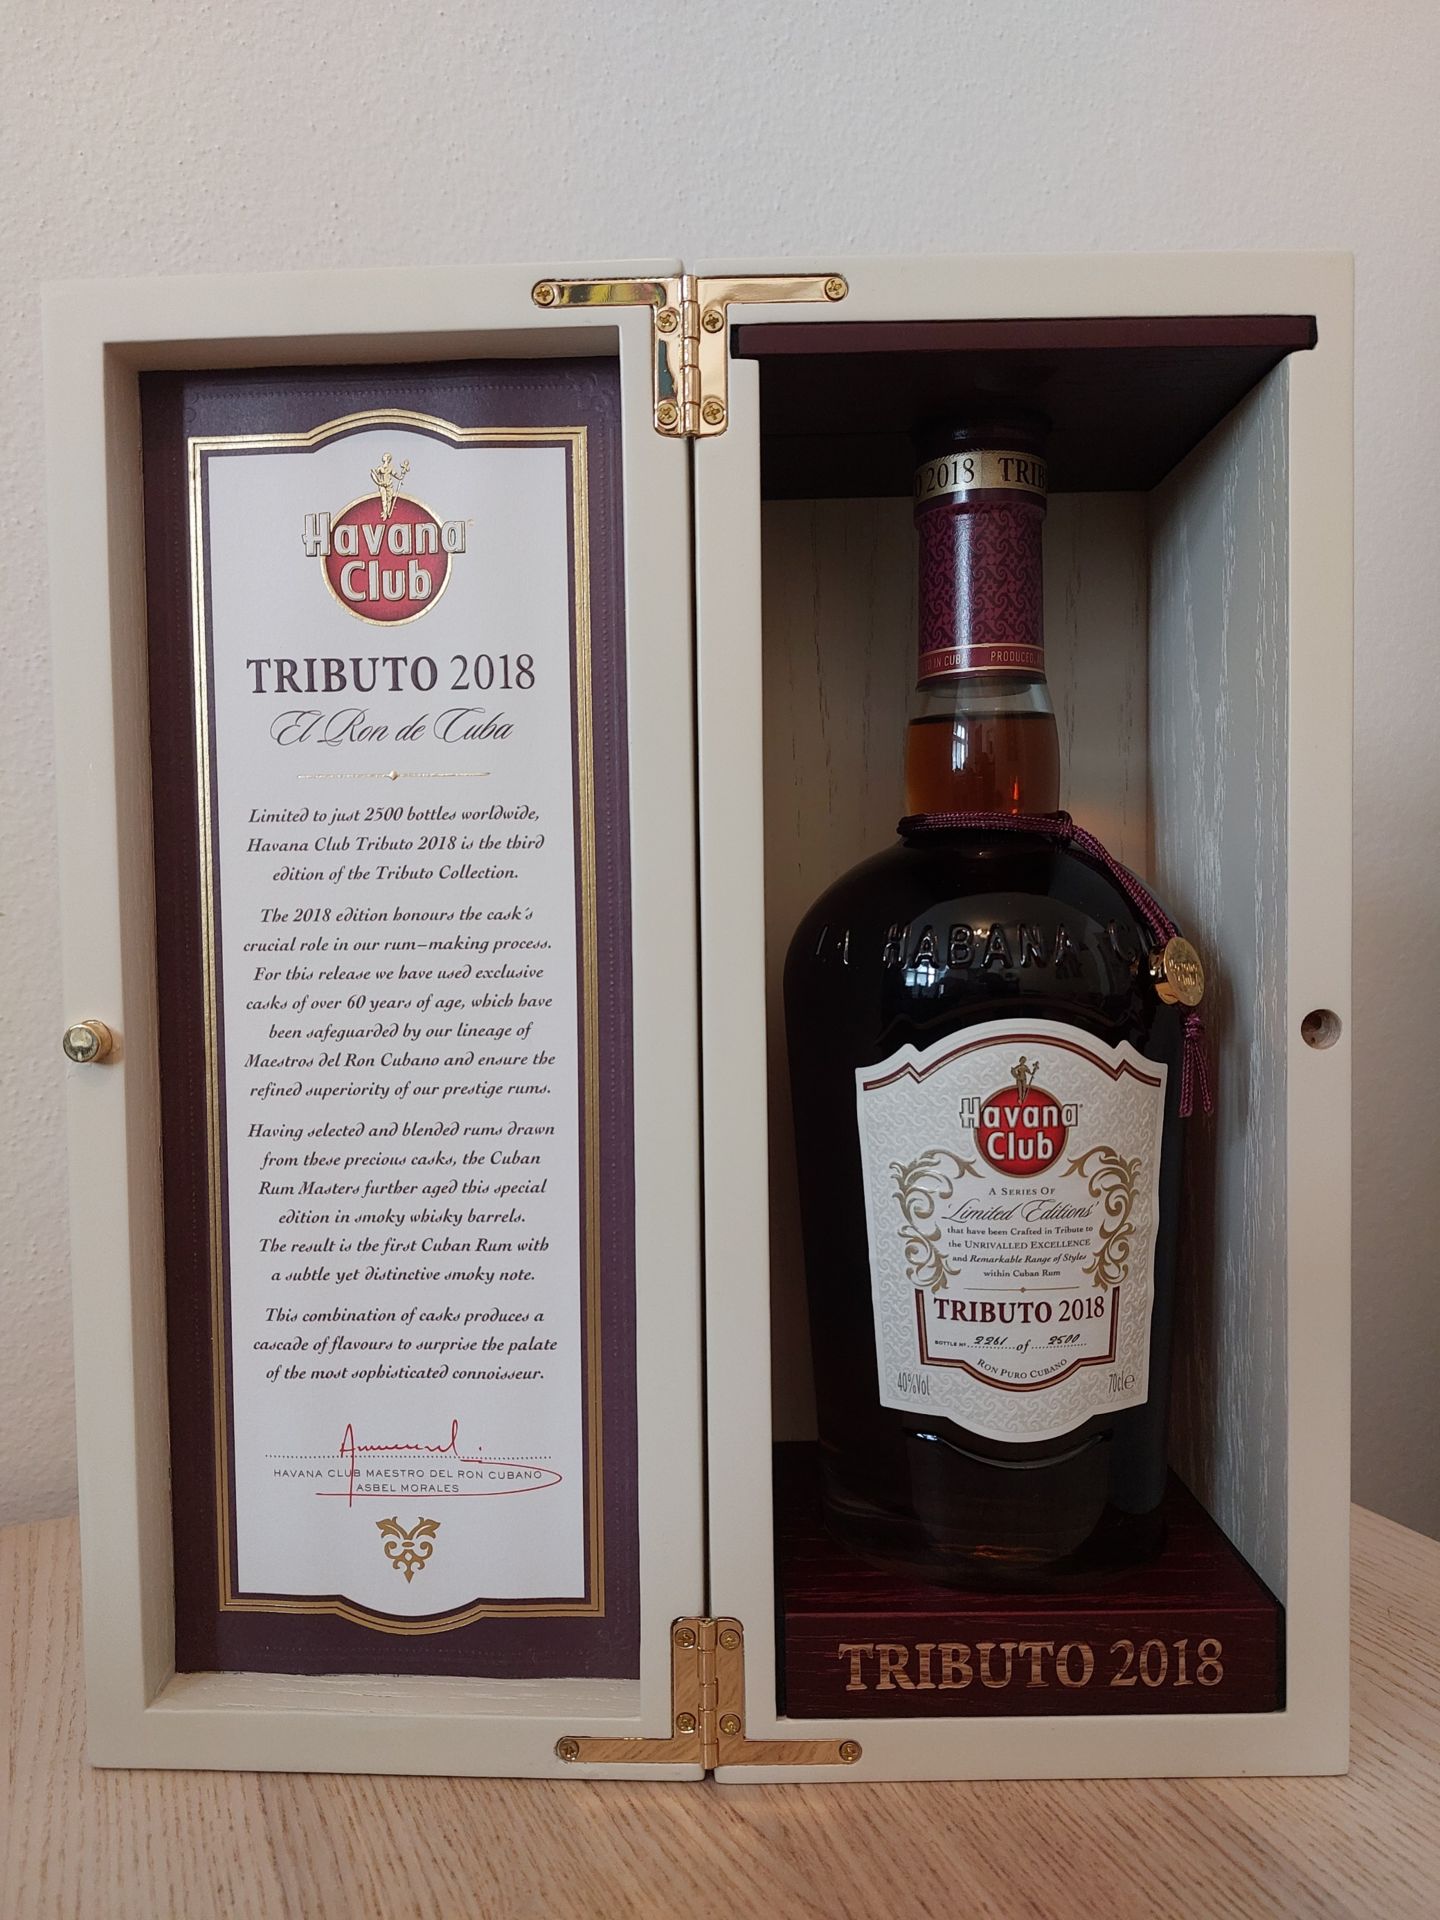 Havana
Club
TRIBUTO 2018
El Ron de Cuba
Limited to just 2500 bottles worldwide,
Havana Club Tributo 2018 is the third
edition of the Tributo Collection.
The 2018 edition honours the cask's
crucial role in our rum-making process.
For this release we have used exclusive
casks of over 60 years of age, which have
been safeguarded by our lineage of
Maestros del Ron Cubano and ensure the
refined superiority of our prestige rums.
Having selected and blended rums drawn
from these precious casks, the Cuban
Rum Masters further aged this special
edition in smoky whisky barrels.
The result is the first Cuban Rum with
a subtle yet distinctive smoky note.
This combination of casks produces a
cascade of flavours to surprise the palate
of the most sophisticated connoisseur.
HAVANA CLUB MAESTRO DEL RON CUBANO
ASBEL MORALES
2018 TRIB
IN CUBA PRODUCED
HABANA
Havana
Club
A SERIES OF
Limited Editions
that have been Crafted in Tribute to
the UNRIVALLED EXCELLENCE
and Remarkable Range of Styles
within Cuban Rum
TRIBUTO 2018
BOTTLE Nº 2261 of 2500
RON PURO CUBANO
40%Vol 70cl e
TRIBUTO 2018